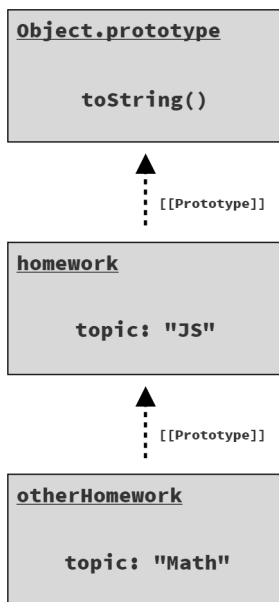 Object.prototype
toString()
[[Prototype]]
homework
topic: "JS"
[[Prototype]]
otherHomework
topic: "Math"